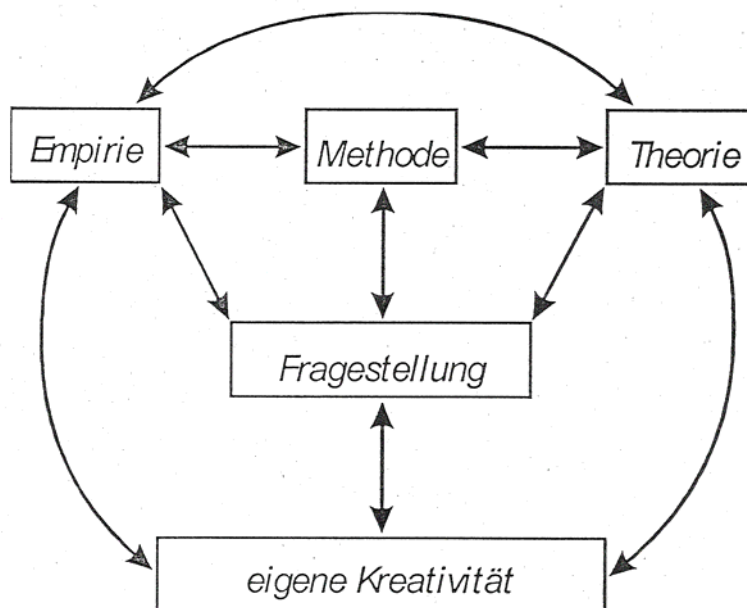 Empirie
Methode
Theorie
Fragestellung
eigene Kreativität